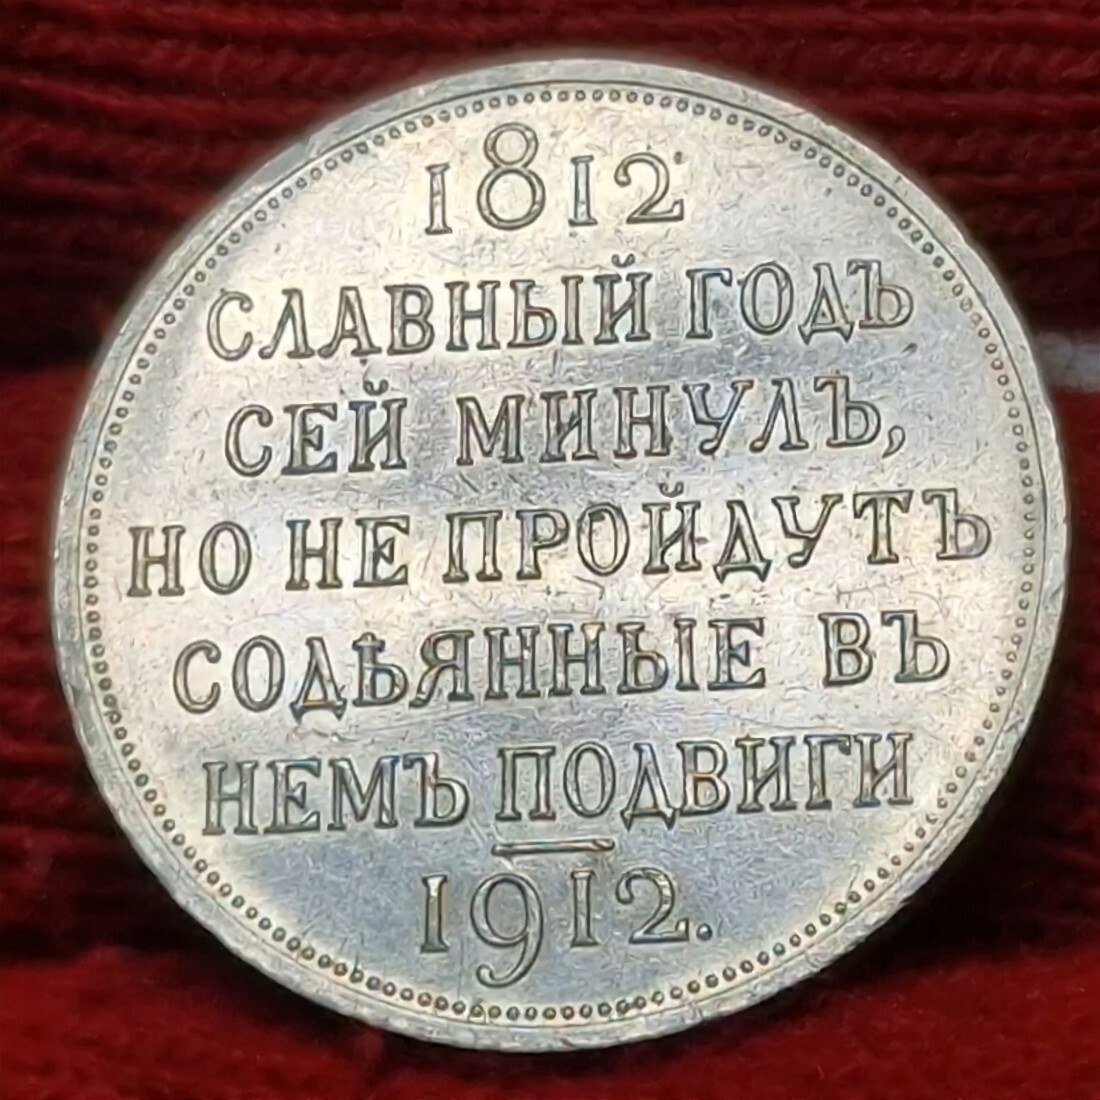 1812
СЛАВНЫЙ ГОДЪ
СЕЙ МИНУЛЪ,
НО НЕ ПРОЙДУТЪ
СОДѢЯННЫЕ ВЪ
НЕМЪ ПОДВИГИ
1912.